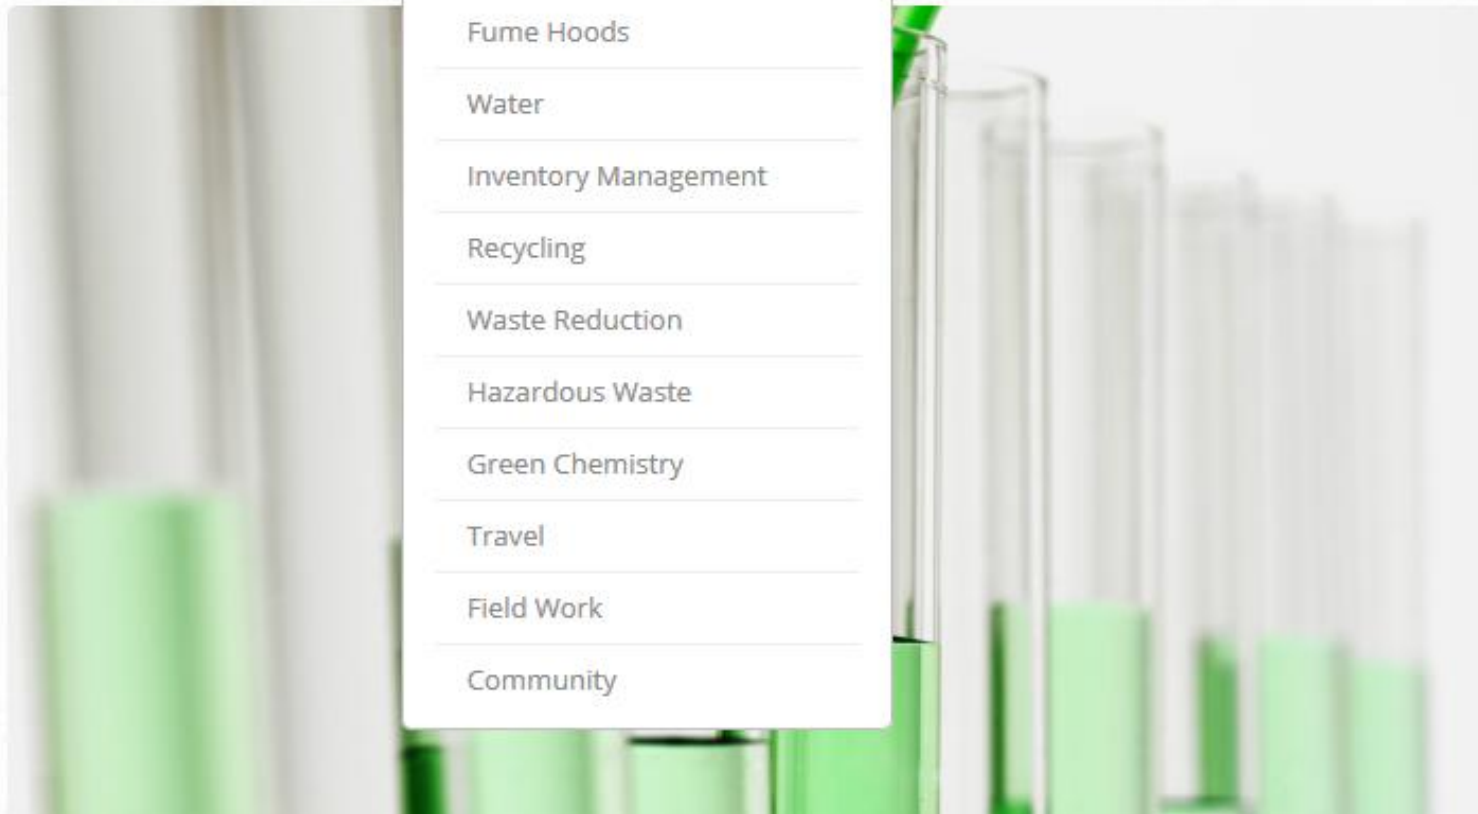 Fume Hoods
Water
Inventory Management
Recycling
Waste Reduction
Hazardous Waste
Green Chemistry
Travel
Field Work
Community